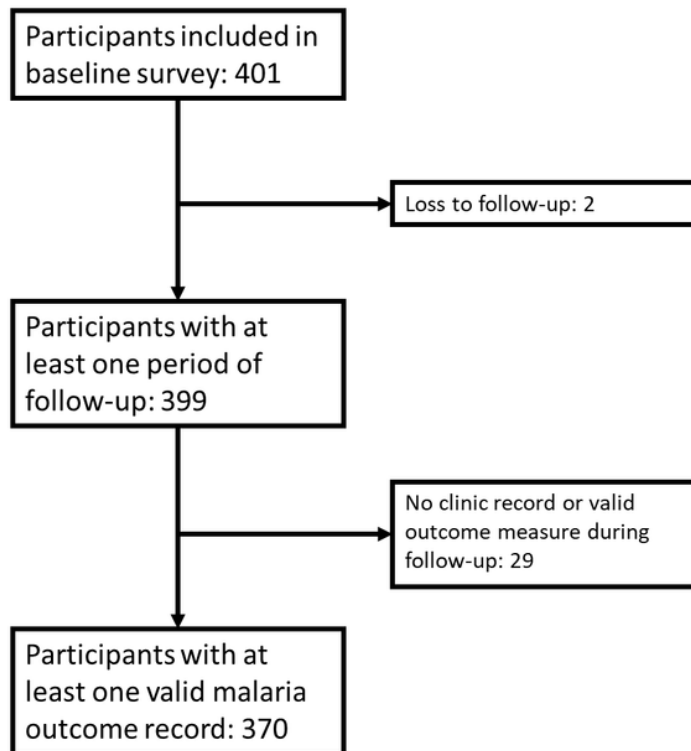 Participants included in
baseline survey: 401
Loss to follow-up: 2
Participants with at
least one period of
follow-up: 399
No clinic record or valid
outcome measure during
follow-up: 29
Participants with at
least one valid malaria
outcome record: 370